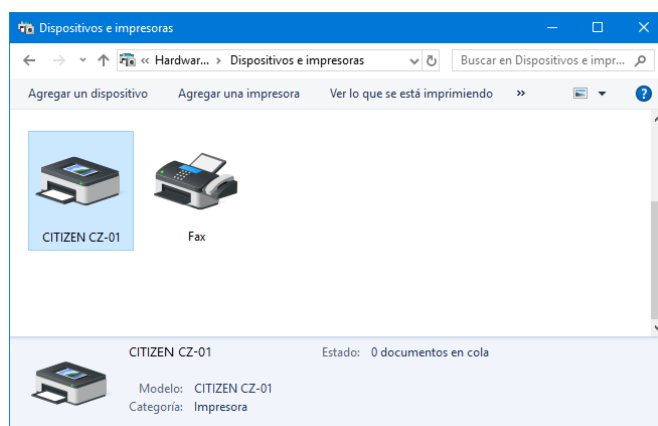 Dispositivos e impresoras
« Hardwar... › Dispositivos e impresoras
Buscar en Dispositivos e impr...
Agregar un dispositivo Agregar una impresora Ver lo que se está imprimiendo »
CITIZEN CZ-01 Fax
CITIZEN CZ-01 Estado: 0 documentos en cola
Modelo: CITIZEN CZ-01
Categoría: Impresora